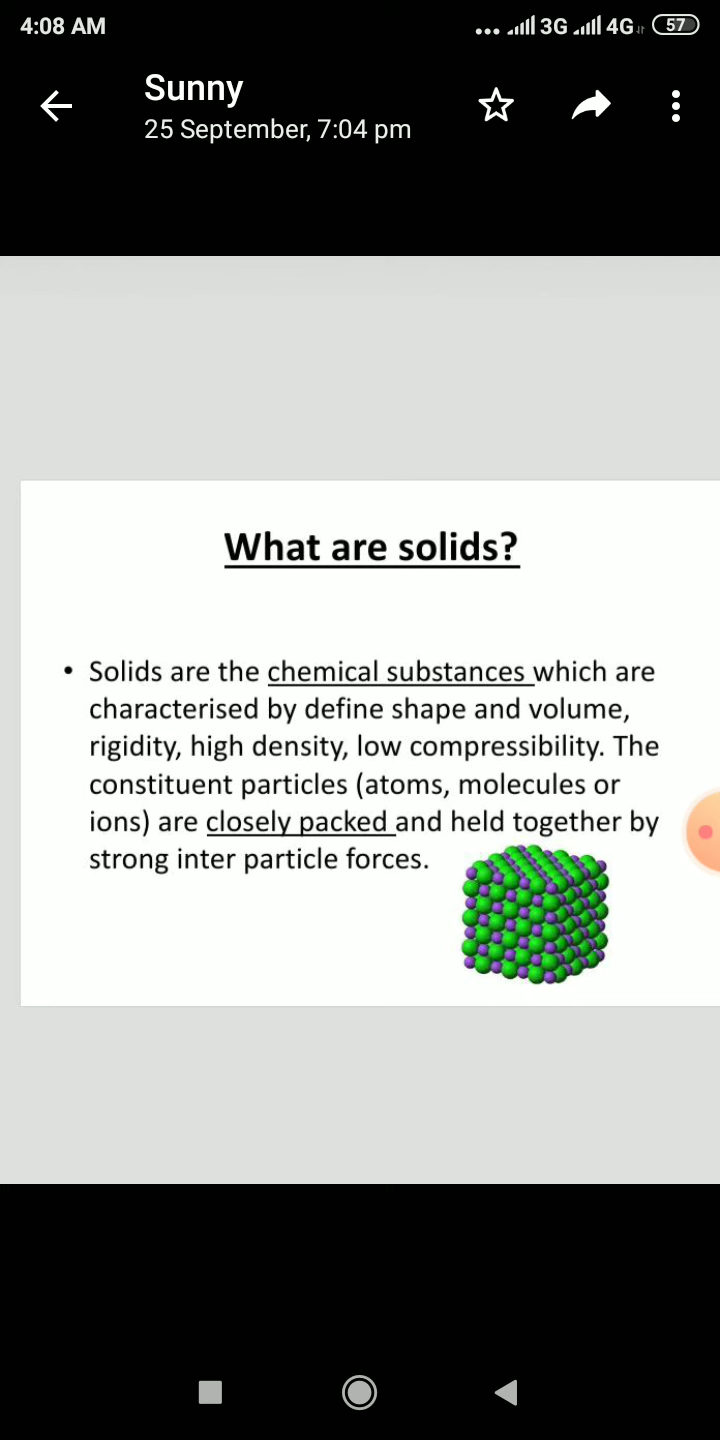 4:08 AM
3G 4G 57
Sunny
25 September, 7:04 pm
What are solids?
• Solids are the chemical substances which are
characterised by define shape and volume,
rigidity, high density, low compressibility. The
constituent particles (atoms, molecules or
ions) are closely packed and held together by
strong inter particle forces.